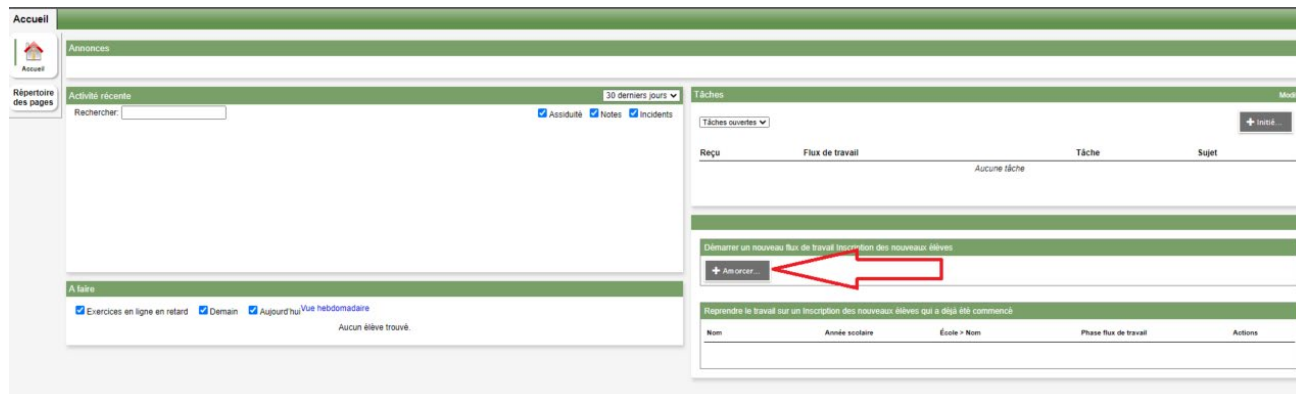 Accueil
Accueil
Répertoire
des pages
Annonces
Activité récente
30 derniers jours
Rechercher:
Assiduité Notes Incidents
A faire
Exercices en ligne en retard Demain Aujourd'hui Vue hebdomadaire
Aucun élève trouvé.
Tâches
Modi
Tâches ouvertes
+ Initié...
Reçu Flux de travail Tâche Sujet
Aucune tâche
Démarrer un nouveau flux de travail Inscription des nouveaux élèves
+ Amorcer...
Reprendre le travail sur un Inscription des nouveaux élèves qui a déjà été commencé
Nom Année scolaire École > Nom Phase flux de travail Actions